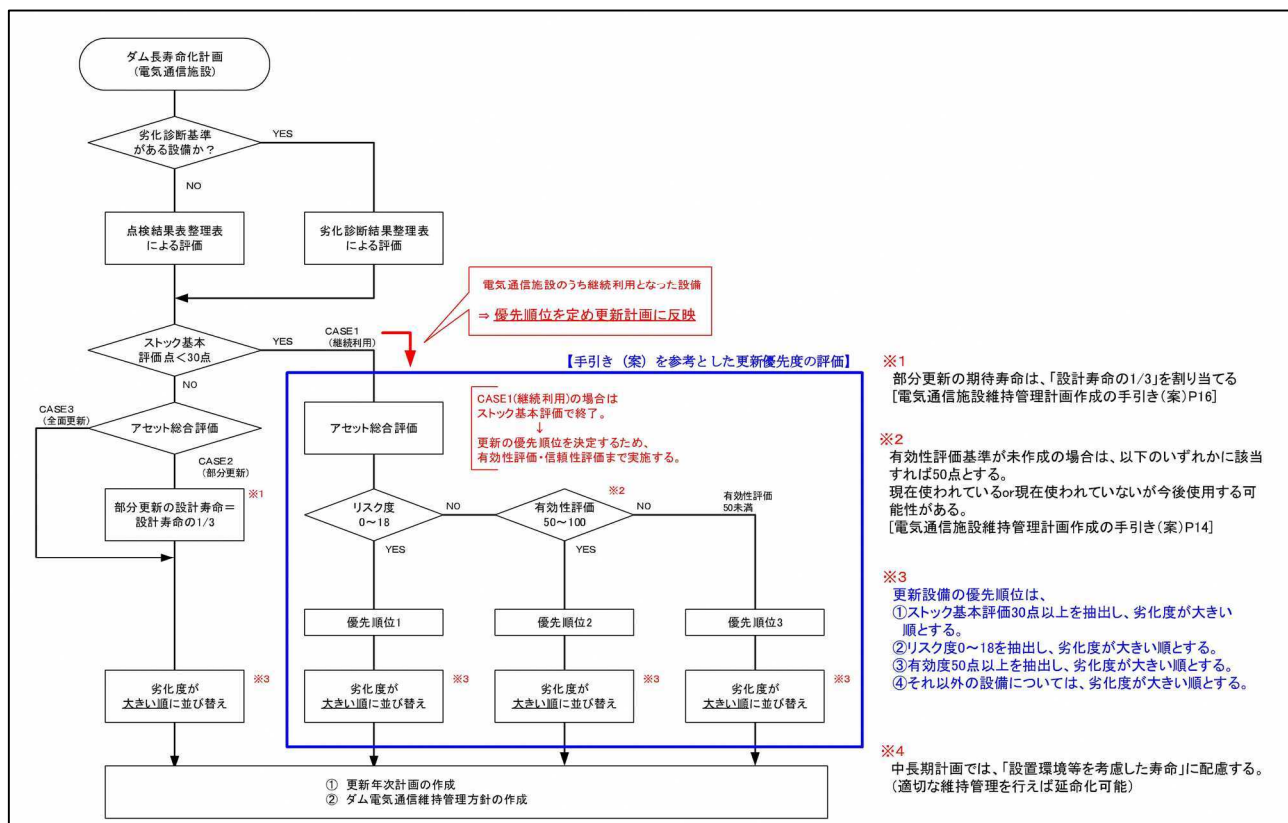 ダム長寿命化計画
(電気通信施設)
劣化診断基準
がある設備か?
YES
NO
点検結果表整理表
による評価
劣化診断結果整理表
による評価
電気通信施設のうち継続利用となった設備
⇒ 優先順位を定め更新計画に反映
ストック基本
評価点<30点
YES
CASE1
(継続利用)
NO
【手引き(案)を参考とした更新優先度の評価】
CASE3
(全面更新)
アセット総合評価
CASE2
(部分更新)
アセット総合評価
CASE1(継続利用)の場合は
ストック基本評価で終了。
↓
更新の優先順位を決定するため、
有効性評価・信頼性評価まで実施する。
部分更新の設計寿命=
設計寿命の1/3
※1
リスク度
0~18
NO
YES
※2
有効性評価
50~100
NO
YES
有効性評価
50未満
優先順位1
優先順位2
優先順位3
劣化度が
大きい順に並び替え
※3
劣化度が
大きい順に並び替え
※3
劣化度が
大きい順に並び替え
※3
劣化度が
大きい順に並び替え
※3
① 更新年次計画の作成
② ダム電気通信維持管理方針の作成
※1
部分更新の期待寿命は、「設計寿命の1/3」を割り当てる
[電気通信施設維持管理計画作成の手引き(案)P16]
※2
有効性評価基準が未作成の場合は、以下のいずれかに該当
すれば50点とする。
現在使われているor現在使われていないが今後使用する可
能性がある。
[電気通信施設維持管理計画作成の手引き(案)P14]
※3
更新設備の優先順位は、
①ストック基本評価30点以上を抽出し、劣化度が大きい
順とする。
②リスク度0~18を抽出し、劣化度が大きい順とする。
③有効度50点以上を抽出し、劣化度が大きい順とする。
④それ以外の設備については、劣化度が大きい順とする。
※4
中長期計画では、「設置環境等を考慮した寿命」に配慮する。
(適切な維持管理を行えば延命化可能)